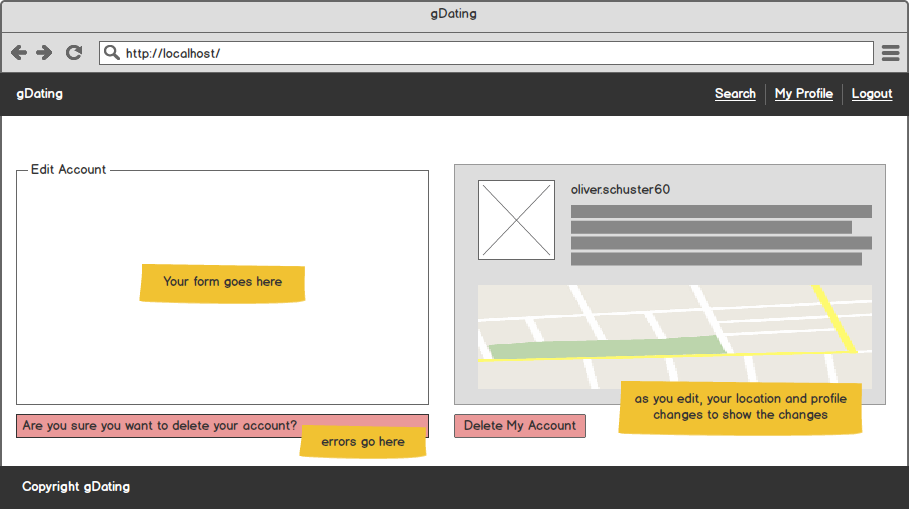 gDating
http://localhost/
gDating
Search
My Profile
Logout
Edit Account
Your form goes here
oliver.schuster60
as you edit, your location and profile
changes to show the changes
Are you sure you want to delete your account?
errors go here
Delete My Account
Copyright gDating